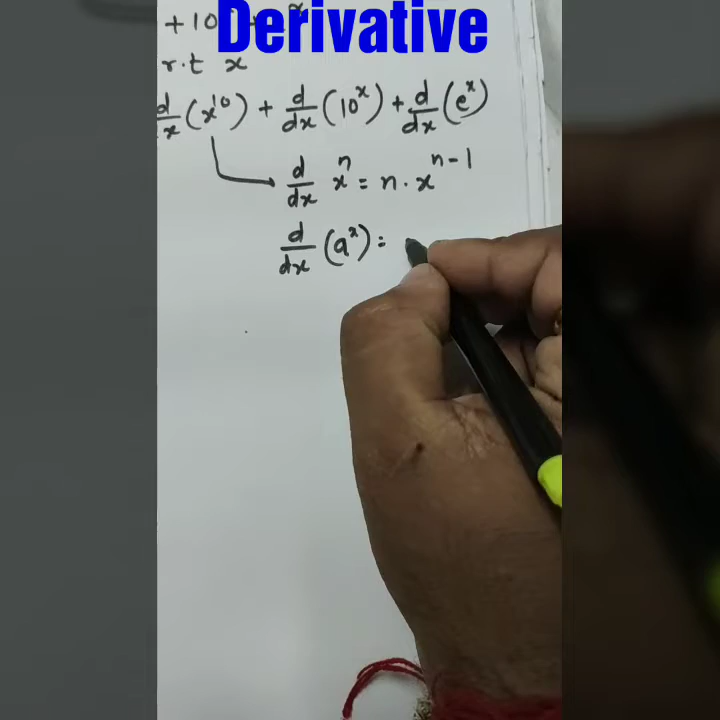 Derivative
+ 10
r.t x
d/dx (x^10) + d/dx (10^x) + d/dx (e^x)
d/dx x^n = n · x^(n-1)
d/dx (a^x) =